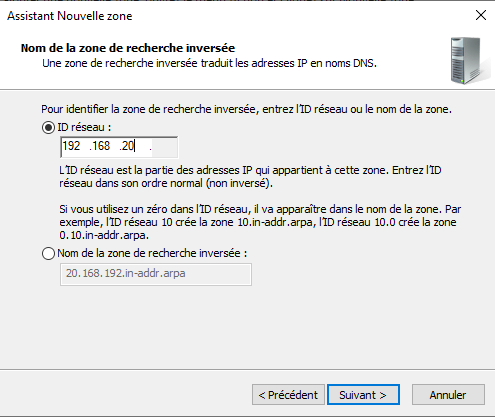 Assistant Nouvelle zone
Nom de la zone de recherche inversée
Une zone de recherche inversée traduit les adresses IP en noms DNS.
Pour identifier la zone de recherche inversée, entrez l'ID réseau ou le nom de la zone.
ID réseau :
192 .168 .20 .
L'ID réseau est la partie des adresses IP qui appartient à cette zone. Entrez l'ID
réseau dans son ordre normal (non inversé).
Si vous utilisez un zéro dans l'ID réseau, il va apparaître dans le nom de la zone. Par
exemple, l'ID réseau 10 crée la zone 10.in-addr.arpa, l'ID réseau 10.0 crée la zone
0.10.in-addr.arpa.
Nom de la zone de recherche inversée :
20.168.192.in-addr.arpa
< Précédent Suivant > Annuler